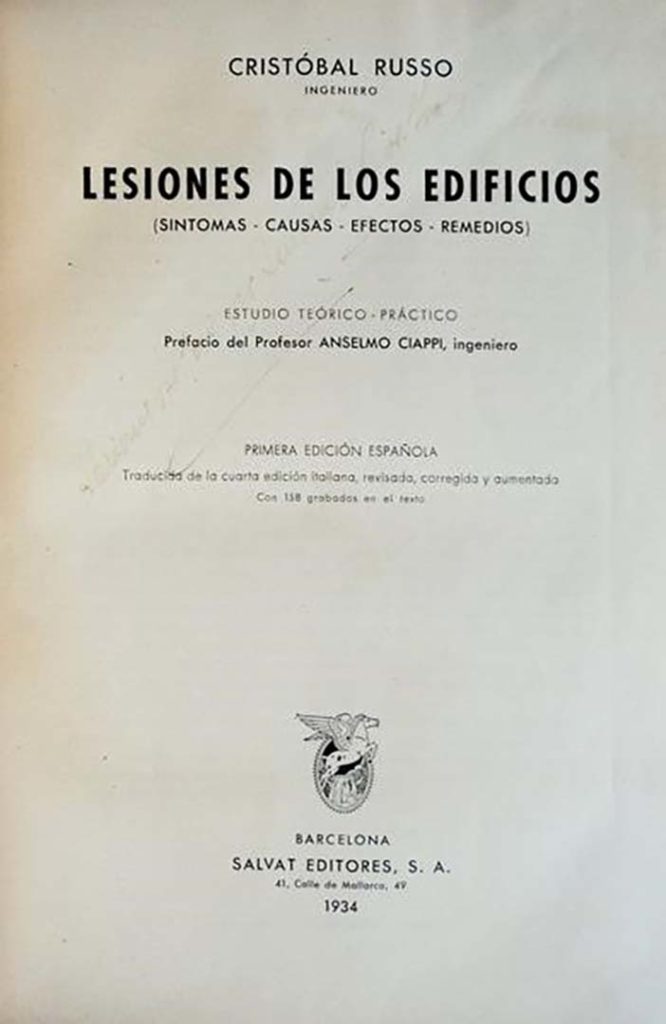 CRISTÓBAL RUSSO
INGENIERO
LESIONES DE LOS EDIFICIOS
(SINTOMAS - CAUSAS - EFECTOS - REMEDIOS)
ESTUDIO TEÓRICO - PRÁCTICO
Prefacio del Profesor ANSELMO CIAPPI, ingeniero
PRIMERA EDICIÓN ESPAÑOLA
Traducida de la cuarta edición italiana, revisada, corregida y aumentada
Con 158 grabados en el texto
BARCELONA
SALVAT EDITORES, S. A.
41, Calle de Mallorca, 49
1934